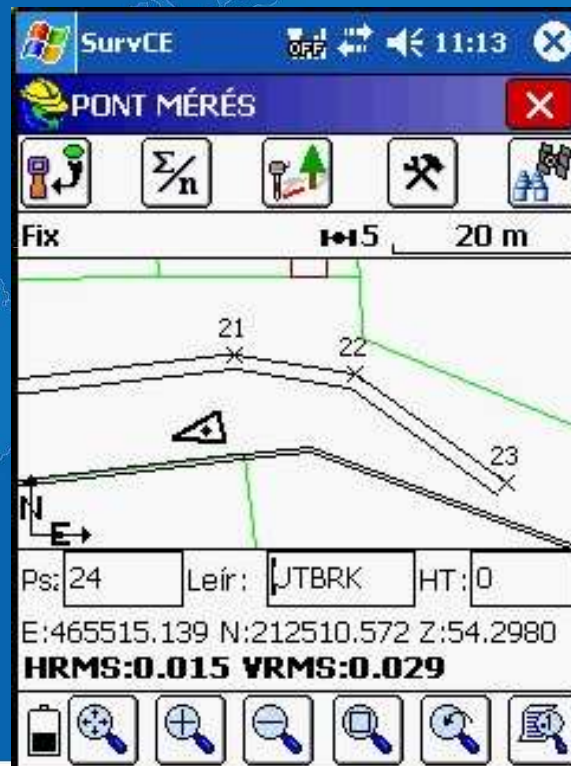 SurvCE OFF 11:13
PONT MÉRÉS
Σ/n
Fix 5 20 m
21
22
23
N
E
Ps: 24 Leír: UTBRK HT: 0
E:465515.139 N:212510.572 Z:54.2980
HRMS:0.015 VRMS:0.029